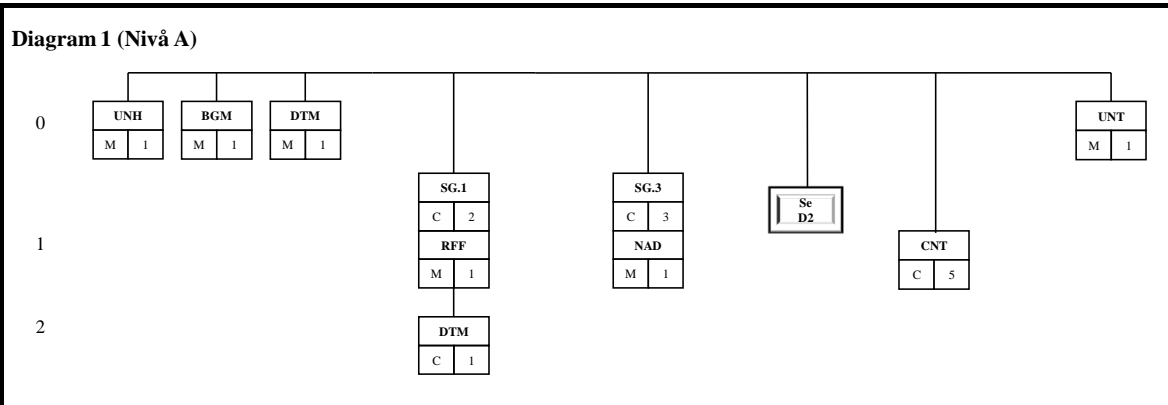 Diagram 1 (Nivå A)
0
UNH
BGM
DTM
UNT
M 1
M 1
M 1
M 1
SG.1
SG.3
Se
D2
C 2
C 3
1
RFF
NAD
CNT
M 1
M 1
C 5
2
DTM
C 1